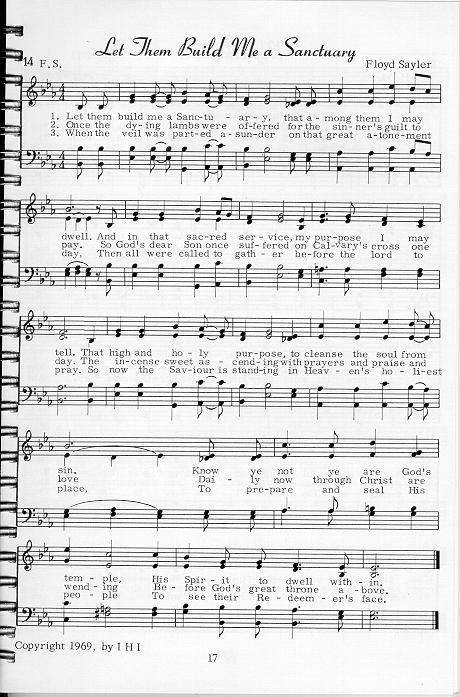 Let Them Build Me a Sanctuary
14 F.S. Floyd Sayler
1. Let them build me a Sanc-tu - ar - y, that a-mong them I may
2. Once the dy-ing lambs were of-fered for the sin-ner's guilt to
3. When the veil was part-ed a-sun-der on that great a-tone-ment
dwell. And in that sac-red ser-vice, my pur-pose I may
pay. So God's dear Son once suf-fered on Cal-vary's cross one
day, Then all were called to gath-er be-fore the lord to
tell. That high and ho-ly pur-pose, to cleanse the soul from
day. The in-cense sweet as-cend-ing with prayers and praise and
pray. So now the Sav-iour is stand-ing in Heav-en's ho-liest
sin. Know ye not ye are God's
love Dai-ly now through Christ are
place, To pre-pare and seal His
tem-ple, His Spir-it to dwell with-in.
wend-ing Be-fore God's great throne a-bove.
peo-ple To see their Re-deem-er's face.
Copyright 1969, by I H I
17